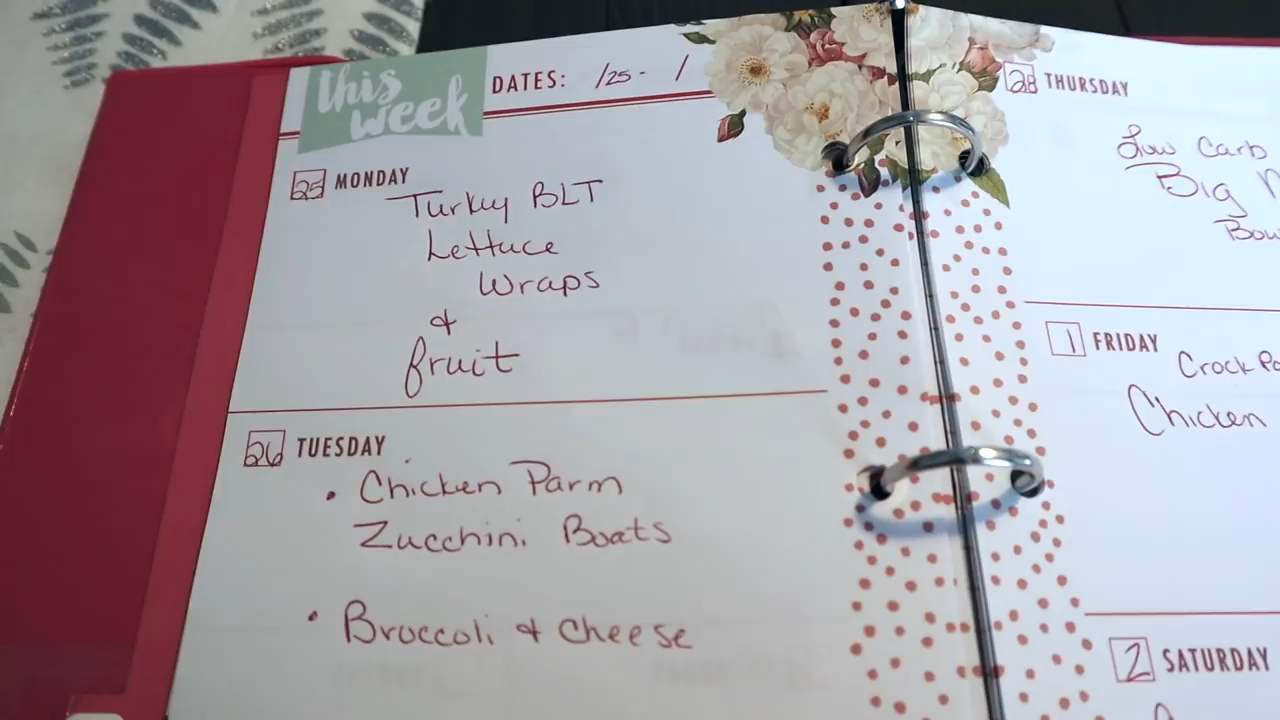 this
week
DATES: /25 - /
25 MONDAY
Turkey BLT
Lettuce
Wraps
&
fruit
26 TUESDAY
• Chicken Parm
Zucchini Boats
• Broccoli & Cheese
28 THURSDAY
Low Carb
Big
1 FRIDAY
Crock
Chicken
2 SATURDAY